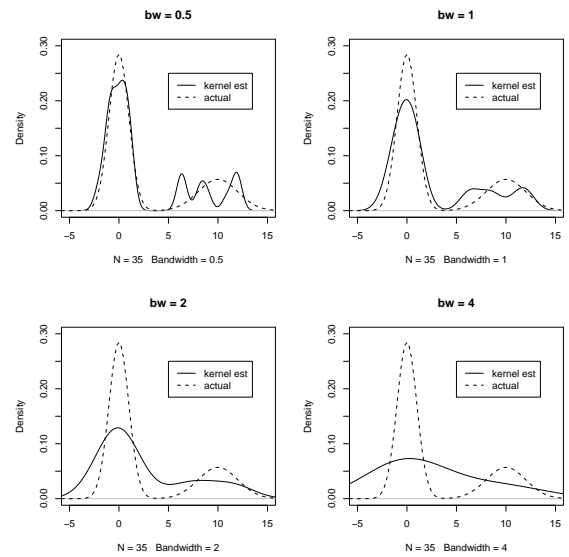 bw = 0.5
Density
0.00 0.10 0.20 0.30
kernel est
actual
−5 0 5 10 15
N = 35 Bandwidth = 0.5
bw = 1
Density
0.00 0.10 0.20 0.30
kernel est
actual
−5 0 5 10 15
N = 35 Bandwidth = 1
bw = 2
Density
0.00 0.10 0.20 0.30
kernel est
actual
−5 0 5 10 15
N = 35 Bandwidth = 2
bw = 4
Density
0.00 0.10 0.20 0.30
kernel est
actual
−5 0 5 10 15
N = 35 Bandwidth = 4